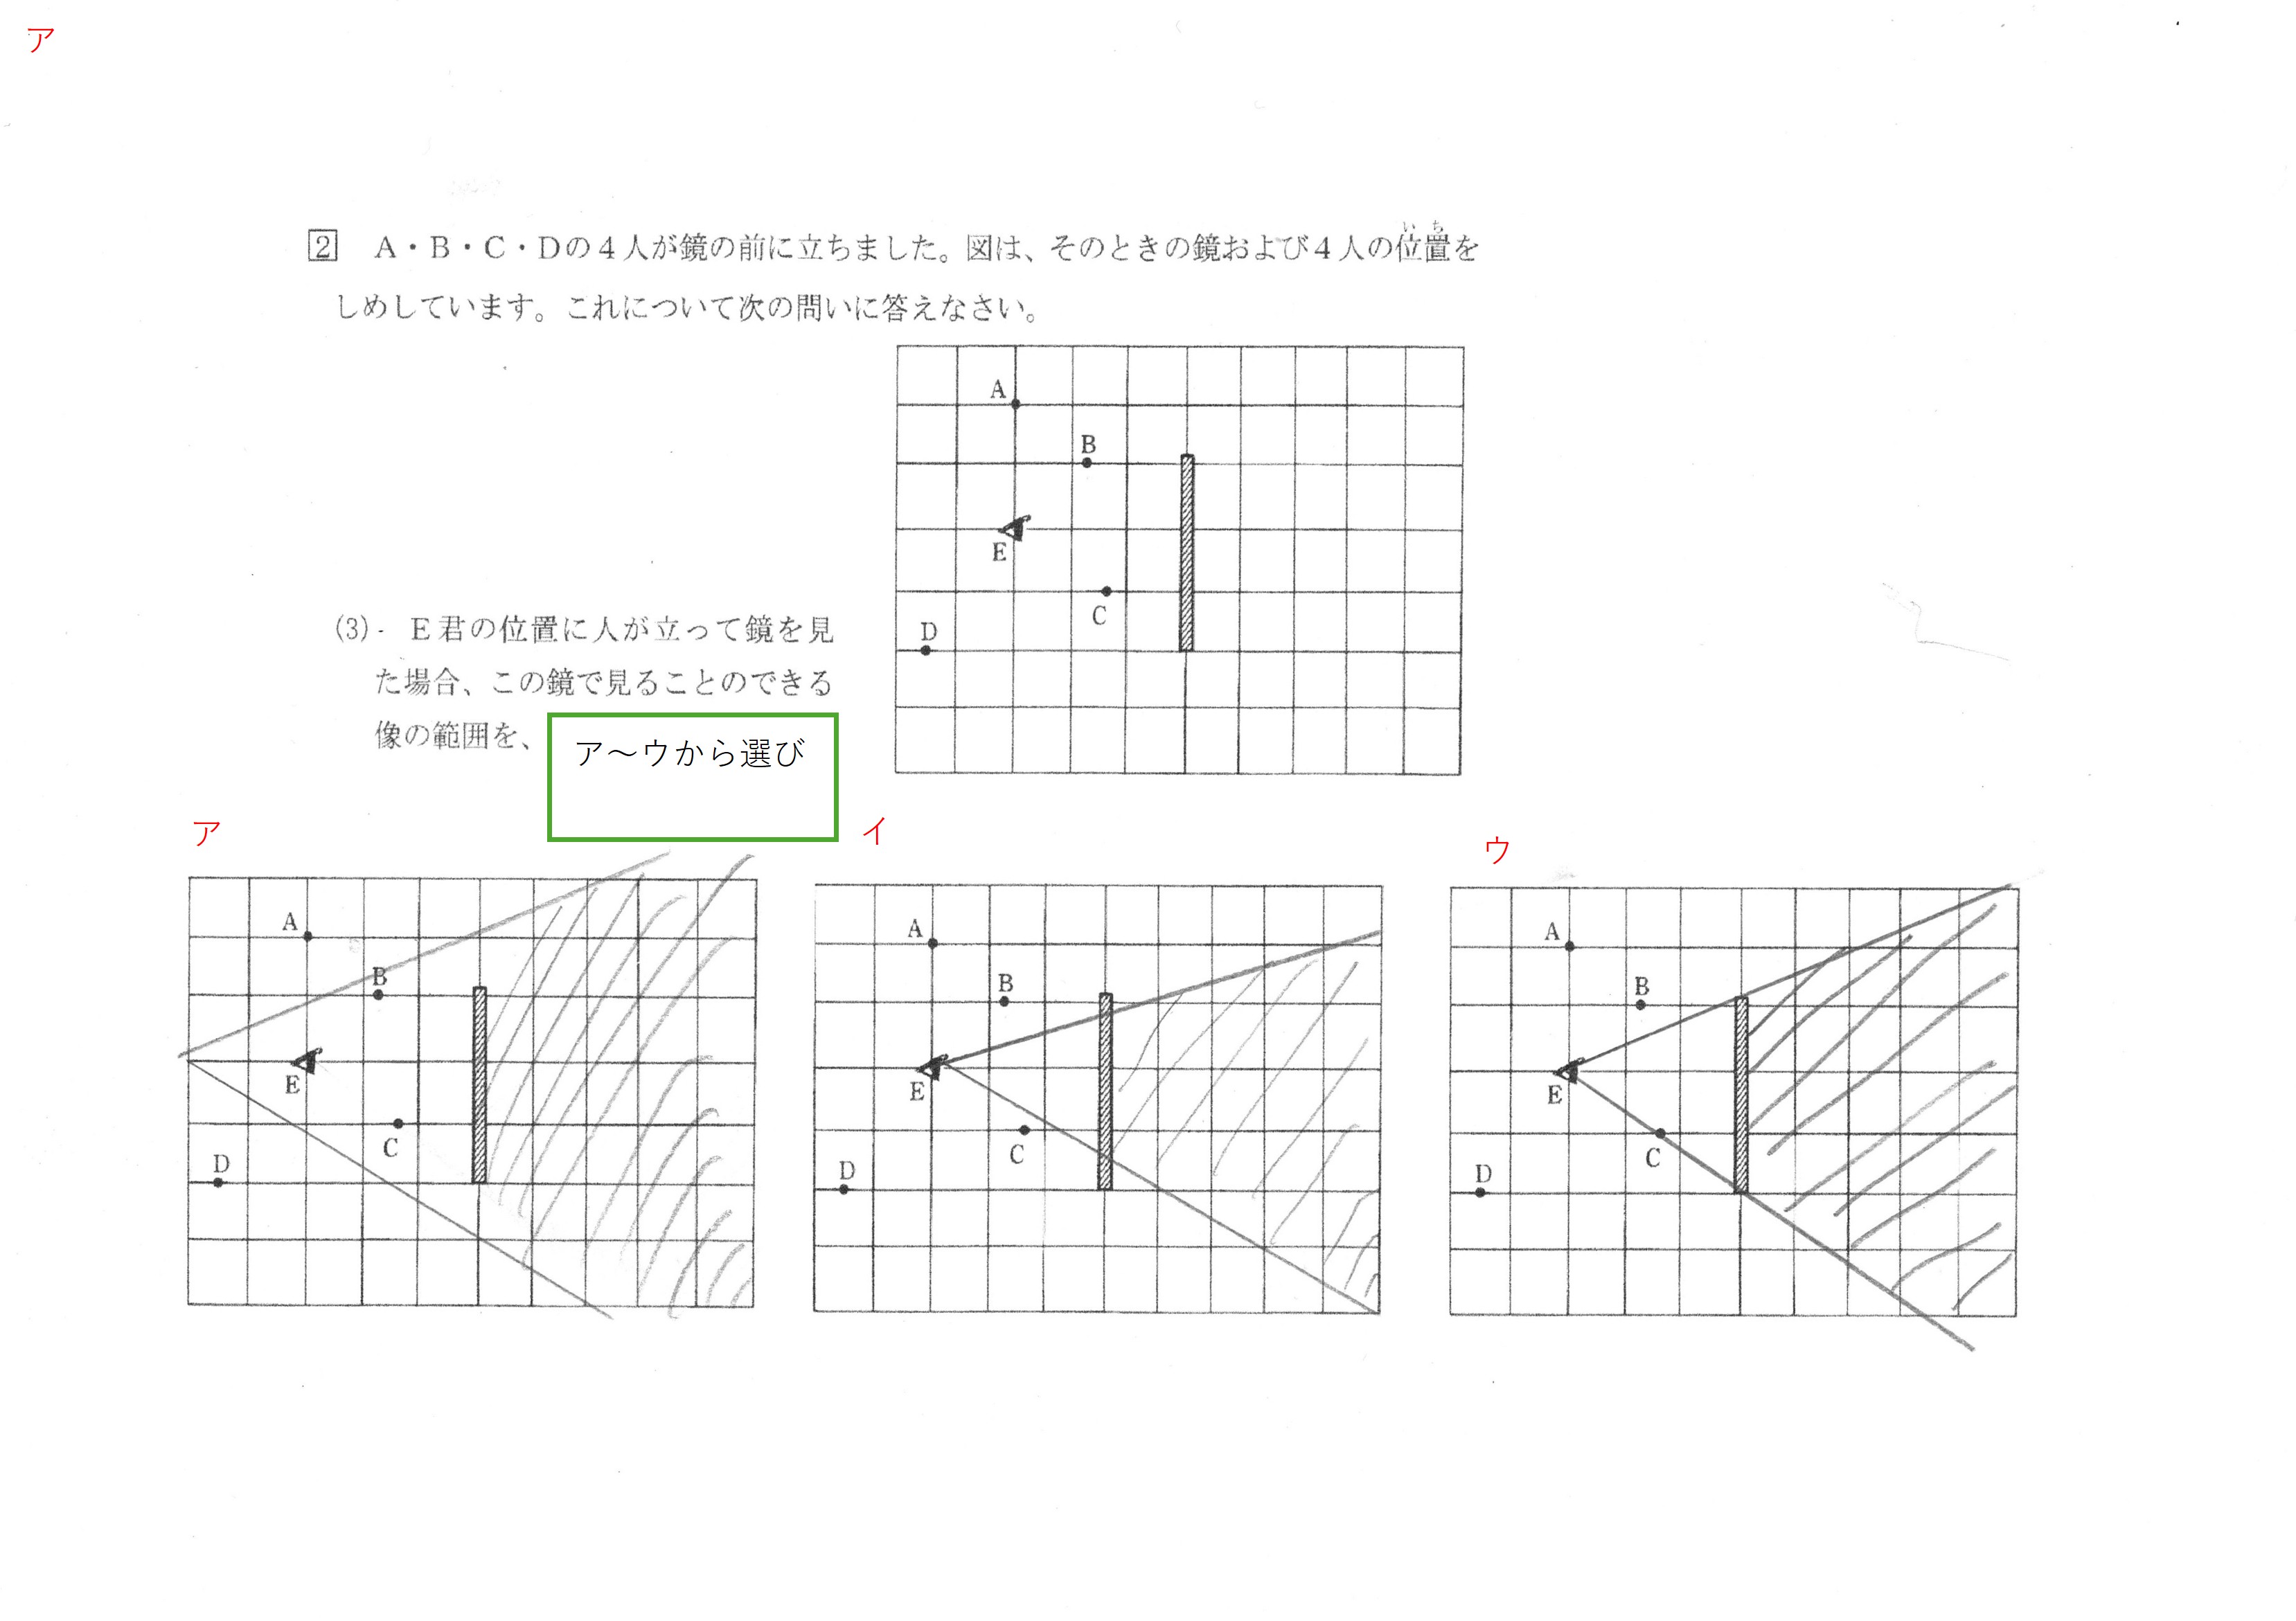 ア
2 A・B・C・Dの4人が鏡の前に立ちました。図は、そのときの鏡および4人の位置を
いち
しめしています。これについて次の問いに答えなさい。
A
B
E
C
D
(3)- E君の位置に人が立って鏡を見
た場合、この鏡で見ることのできる
像の範囲を、
ア～ウから選び
ア
A
B
E
C
D
イ
A
B
E
C
D
ウ
A
B
E
C
D